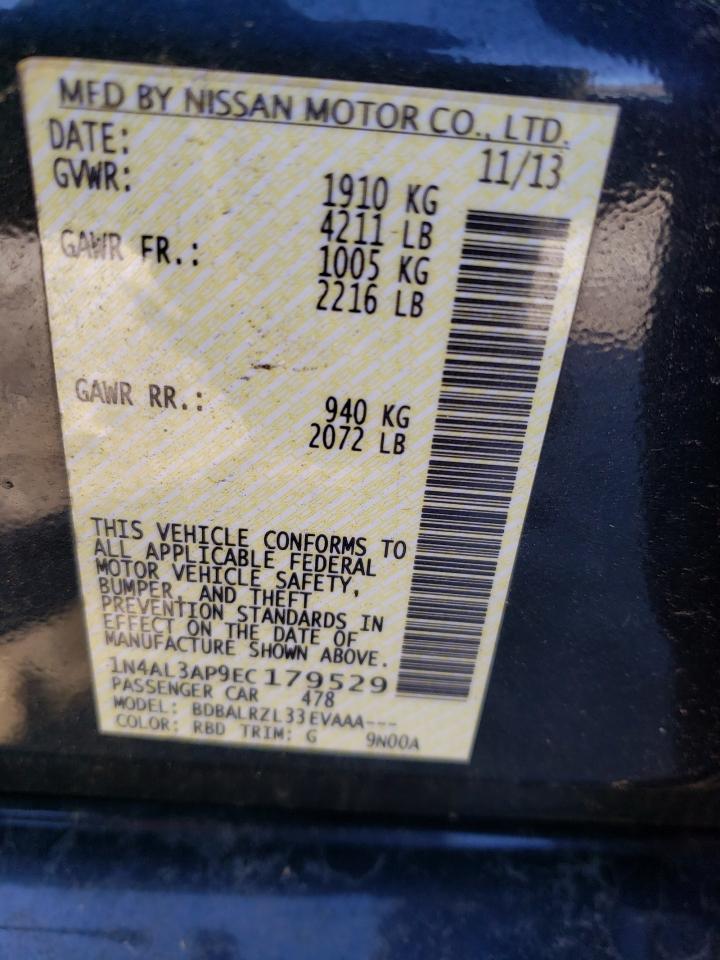 MFD BY NISSAN MOTOR CO., LTD.
DATE: 11/13
GVWR: 1910 KG
4211 LB
GAWR FR.: 1005 KG
2216 LB
GAWR RR.: 940 KG
2072 LB
THIS VEHICLE CONFORMS TO
ALL APPLICABLE FEDERAL
MOTOR VEHICLE SAFETY,
BUMPER, AND THEFT
PREVENTION STANDARDS IN
EFFECT ON THE DATE OF
MANUFACTURE SHOWN ABOVE.
1N4AL3AP9EC179529
PASSENGER CAR 478
MODEL: BDBALRZL33EVAAA---
COLOR: RBD TRIM: G 9N00A